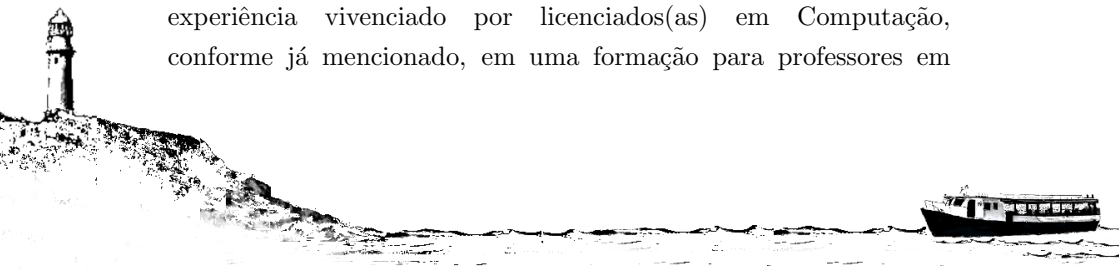 experiência vivenciado por licenciados(as) em Computação,
conforme já mencionado, em uma formação para professores em